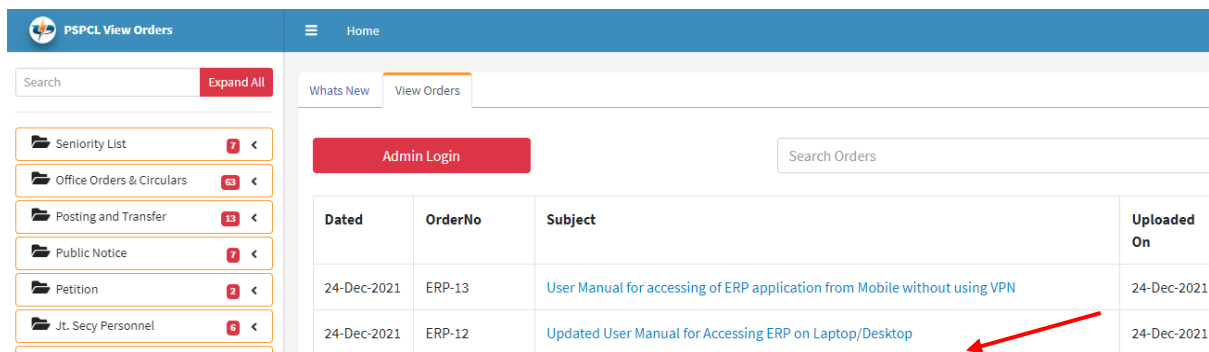 PSPCL View Orders
Home
Search
Expand All
Seniority List 7
Office Orders & Circulars 63
Posting and Transfer 13
Public Notice 7
Petition 2
Jt. Secy Personnel 6
Whats New View Orders
Admin Login
Search Orders
Dated OrderNo Subject Uploaded
On
24-Dec-2021 ERP-13 User Manual for accessing of ERP application from Mobile without using VPN 24-Dec-2021
24-Dec-2021 ERP-12 Updated User Manual for Accessing ERP on Laptop/Desktop 24-Dec-2021